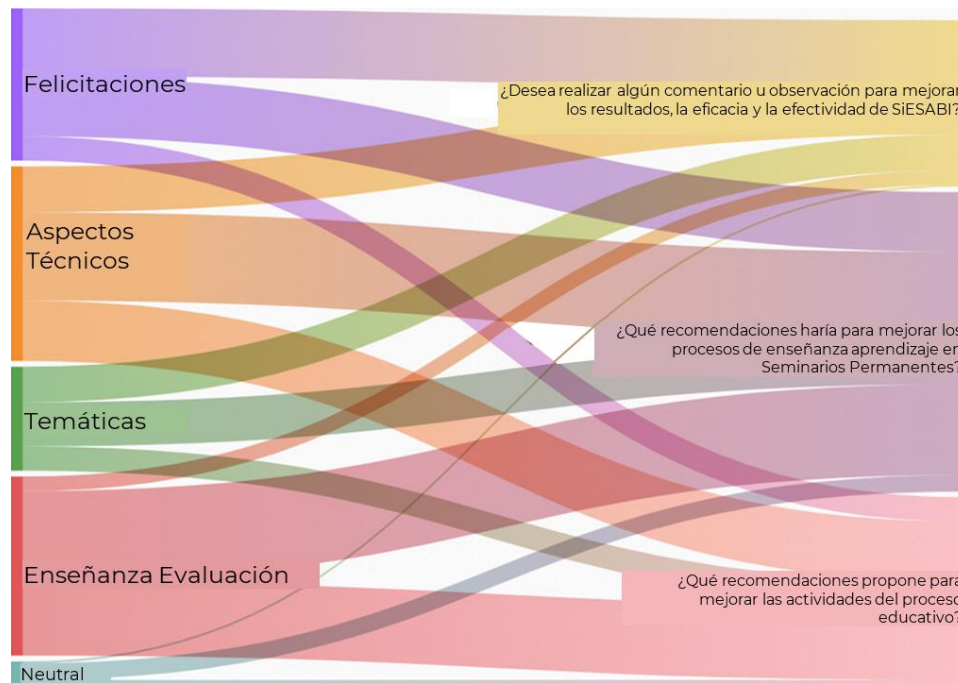 Felicitaciones
¿Desea realizar algún comentario u observación para mejorar
los resultados, la eficacia y la efectividad de SiESABI?
Aspectos
Técnicos
¿Qué recomendaciones haría para mejorar los
procesos de enseñanza aprendizaje en
Seminarios Permanentes?
Temáticas
Enseñanza Evaluación
¿Qué recomendaciones propone para
mejorar las actividades del proceso
educativo?
Neutral